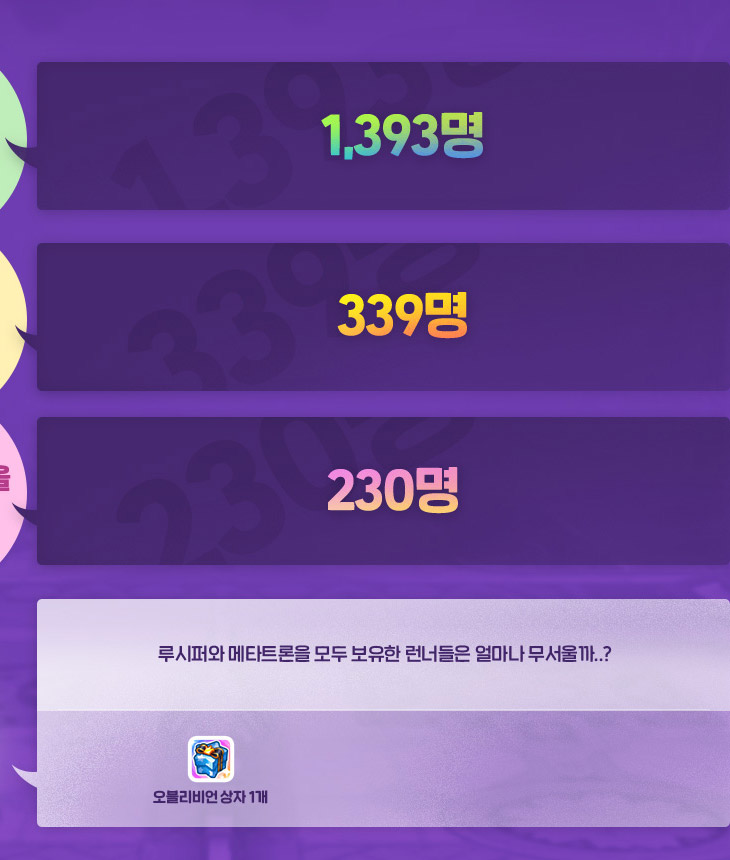 1,393명
339명
을
230명
루시퍼와 메타트론을 모두 보유한 런너들은 얼마나 무서울까..?
오블리비언 상자 1개